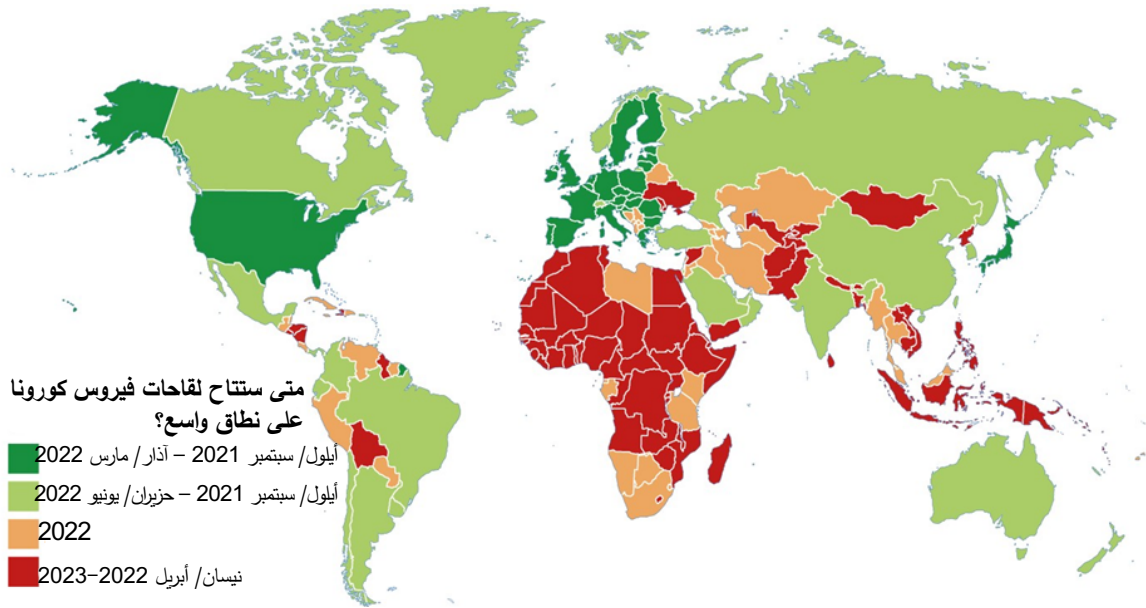 متى ستتاح لقاحات فيروس كورونا
على نطاق واسع؟
أيلول/ سبتمبر 2021 – آذار/ مارس 2022
أيلول/ سبتمبر 2021 – حزيران/ يونيو 2022
2022
نيسان/ أبريل 2022-2023